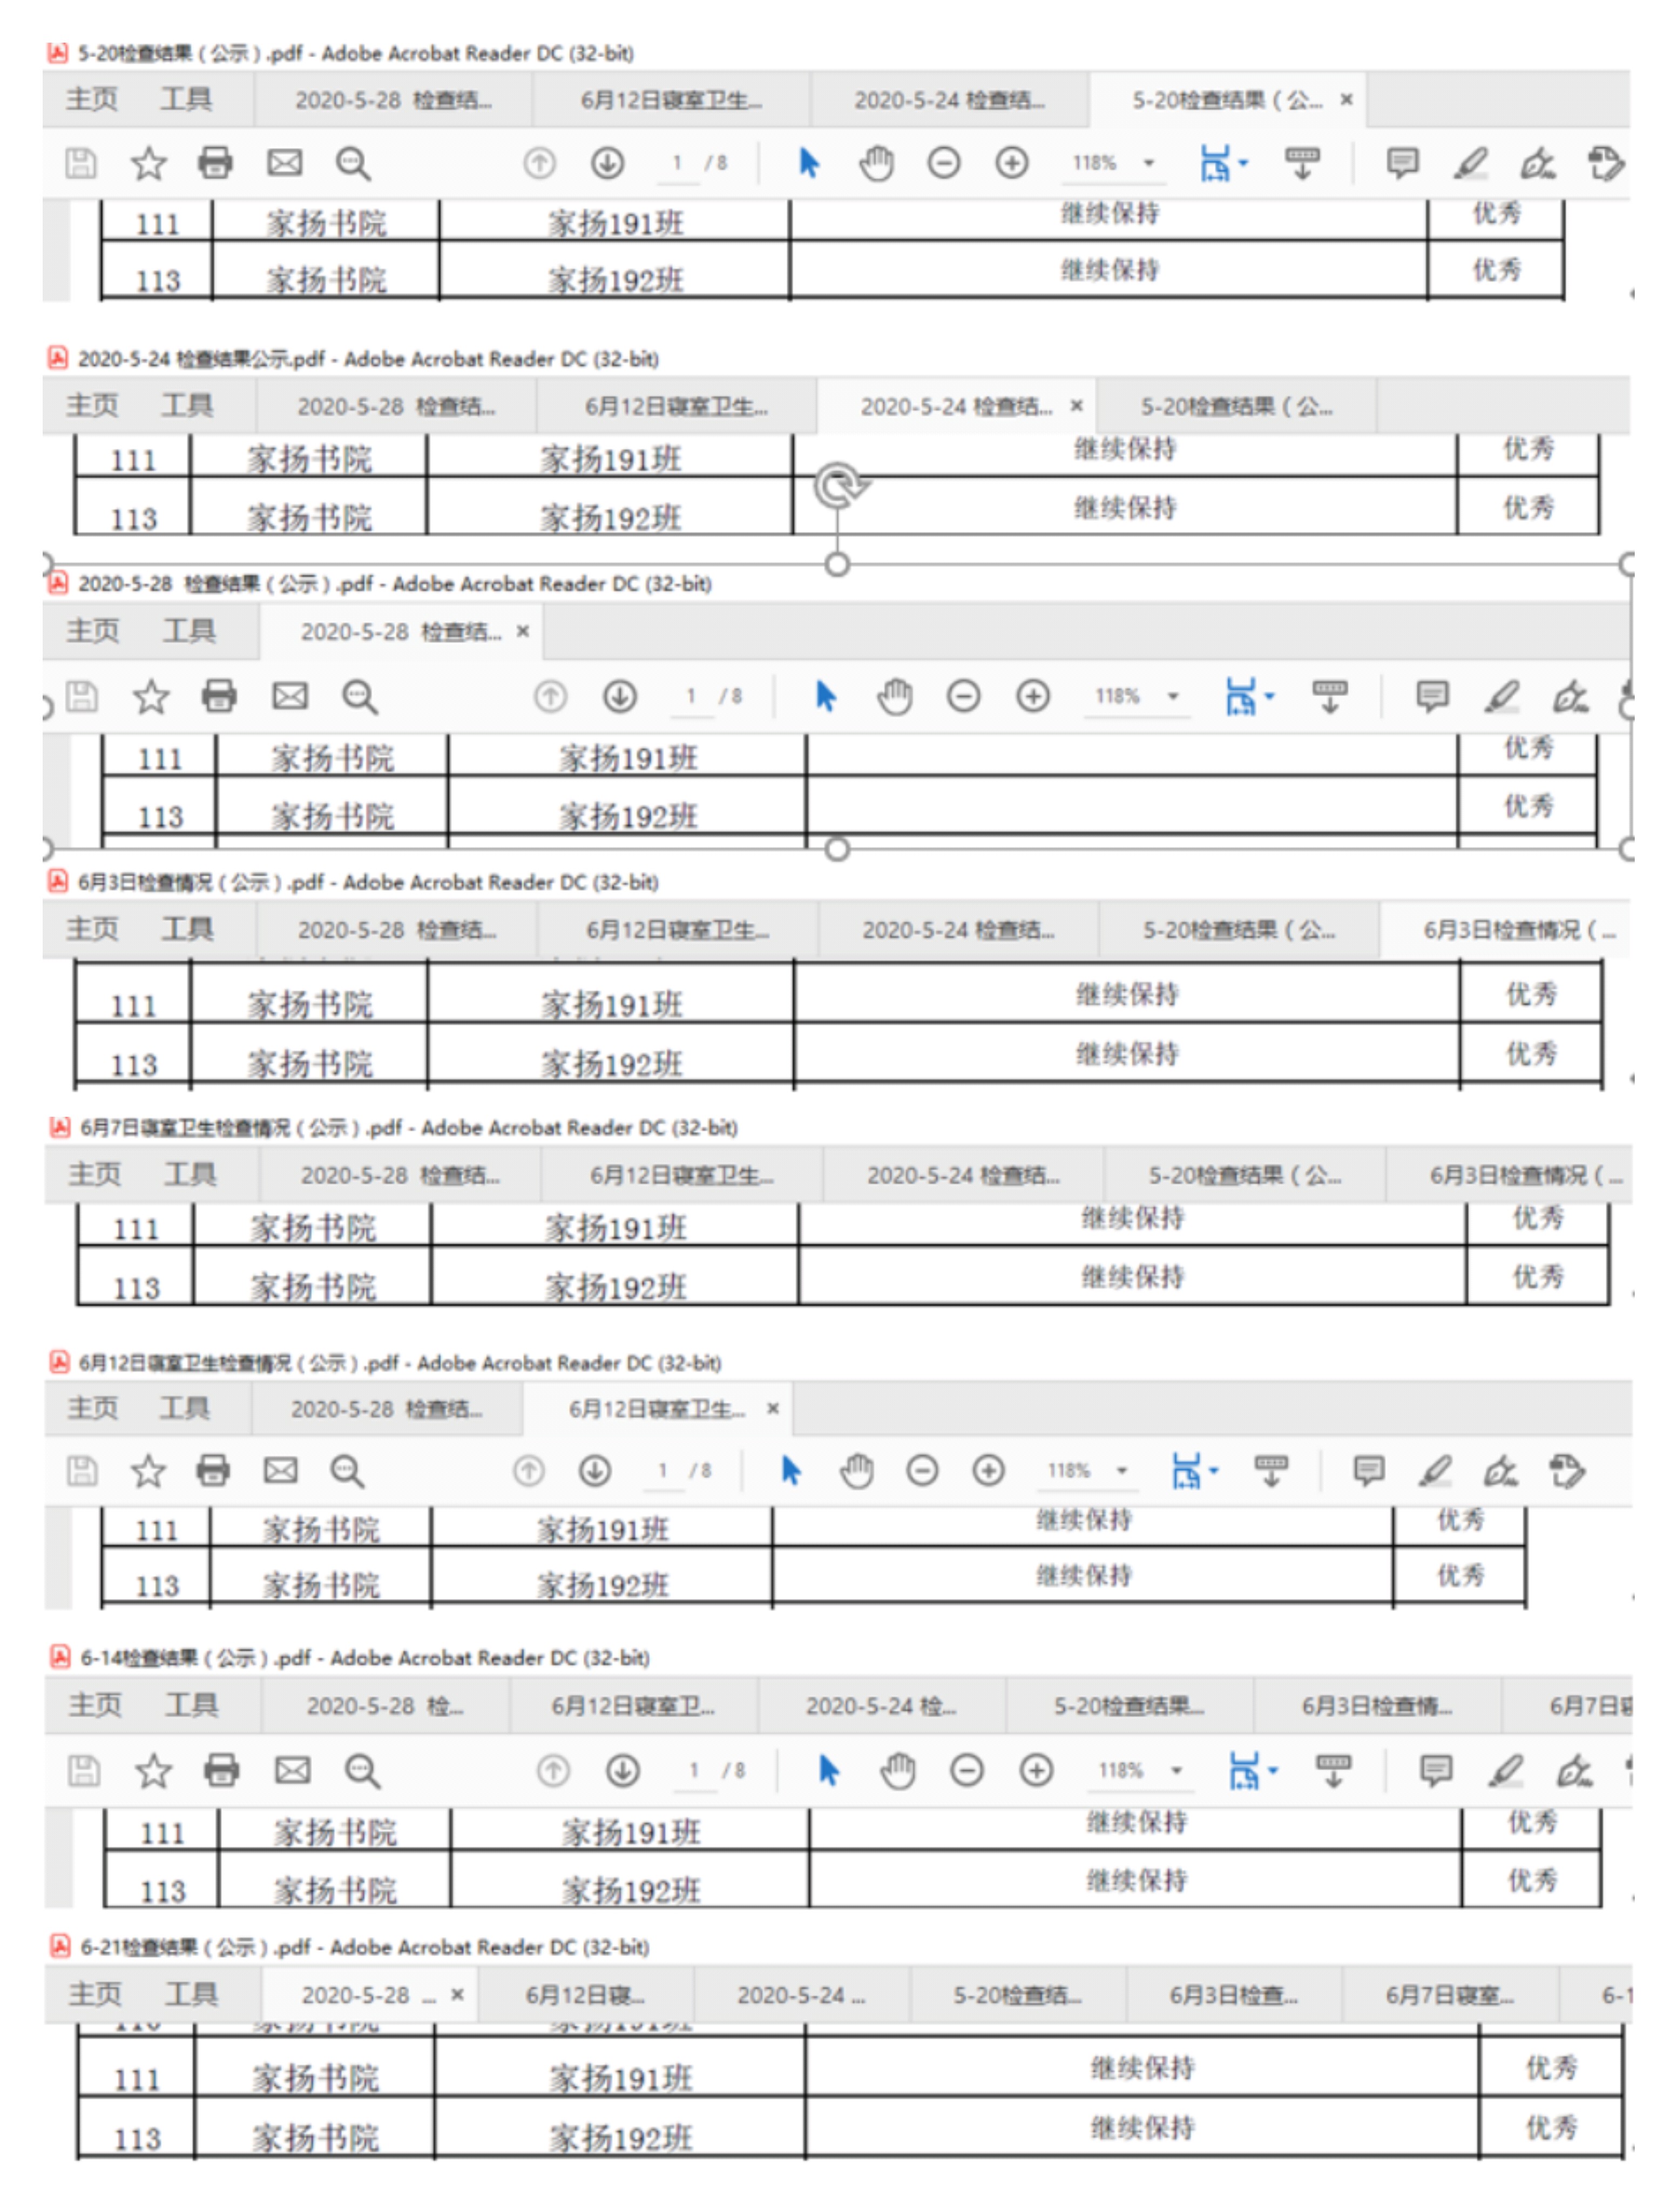 5-20检查结果（公示）.pdf - Adobe Acrobat Reader DC (32-bit)
主页 工具 2020-5-28 检查结... 6月12日寝室卫生... 2020-5-24 检查结... 5-20检查结果（公... ×
1 / 8 118%
111 家扬书院 家扬191班 继续保持 优秀
113 家扬书院 家扬192班 继续保持 优秀
2020-5-24 检查结果公示.pdf - Adobe Acrobat Reader DC (32-bit)
主页 工具 2020-5-28 检查结... 6月12日寝室卫生... 2020-5-24 检查结... × 5-20检查结果（公...
111 家扬书院 家扬191班 继续保持 优秀
113 家扬书院 家扬192班 继续保持 优秀
2020-5-28 检查结果（公示）.pdf - Adobe Acrobat Reader DC (32-bit)
主页 工具 2020-5-28 检查结... ×
1 / 8 118%
111 家扬书院 家扬191班 优秀
113 家扬书院 家扬192班 优秀
6月3日检查情况（公示）.pdf - Adobe Acrobat Reader DC (32-bit)
主页 工具 2020-5-28 检查结... 6月12日寝室卫生... 2020-5-24 检查结... 5-20检查结果（公... 6月3日检查情况（...
111 家扬书院 家扬191班 继续保持 优秀
113 家扬书院 家扬192班 继续保持 优秀
6月7日寝室卫生检查情况（公示）.pdf - Adobe Acrobat Reader DC (32-bit)
主页 工具 2020-5-28 检查结... 6月12日寝室卫生... 2020-5-24 检查结... 5-20检查结果（公... 6月3日检查情况（...
111 家扬书院 家扬191班 继续保持 优秀
113 家扬书院 家扬192班 继续保持 优秀
6月12日寝室卫生检查情况（公示）.pdf - Adobe Acrobat Reader DC (32-bit)
主页 工具 2020-5-28 检查结... 6月12日寝室卫生... ×
1 / 8 118%
111 家扬书院 家扬191班 继续保持 优秀
113 家扬书院 家扬192班 继续保持 优秀
6-14检查结果（公示）.pdf - Adobe Acrobat Reader DC (32-bit)
主页 工具 2020-5-28 检... 6月12日寝室卫... 2020-5-24 检... 5-20检查结果... 6月3日检查情... 6月7日寝
1 / 8 118%
111 家扬书院 家扬191班 继续保持 优秀
113 家扬书院 家扬192班 继续保持 优秀
6-21检查结果（公示）.pdf - Adobe Acrobat Reader DC (32-bit)
主页 工具 2020-5-28 ... × 6月12日寝... 2020-5-24 ... 5-20检查结... 6月3日检查... 6月7日寝室... 6-1
111 家扬书院 家扬191班 继续保持 优秀
113 家扬书院 家扬192班 继续保持 优秀